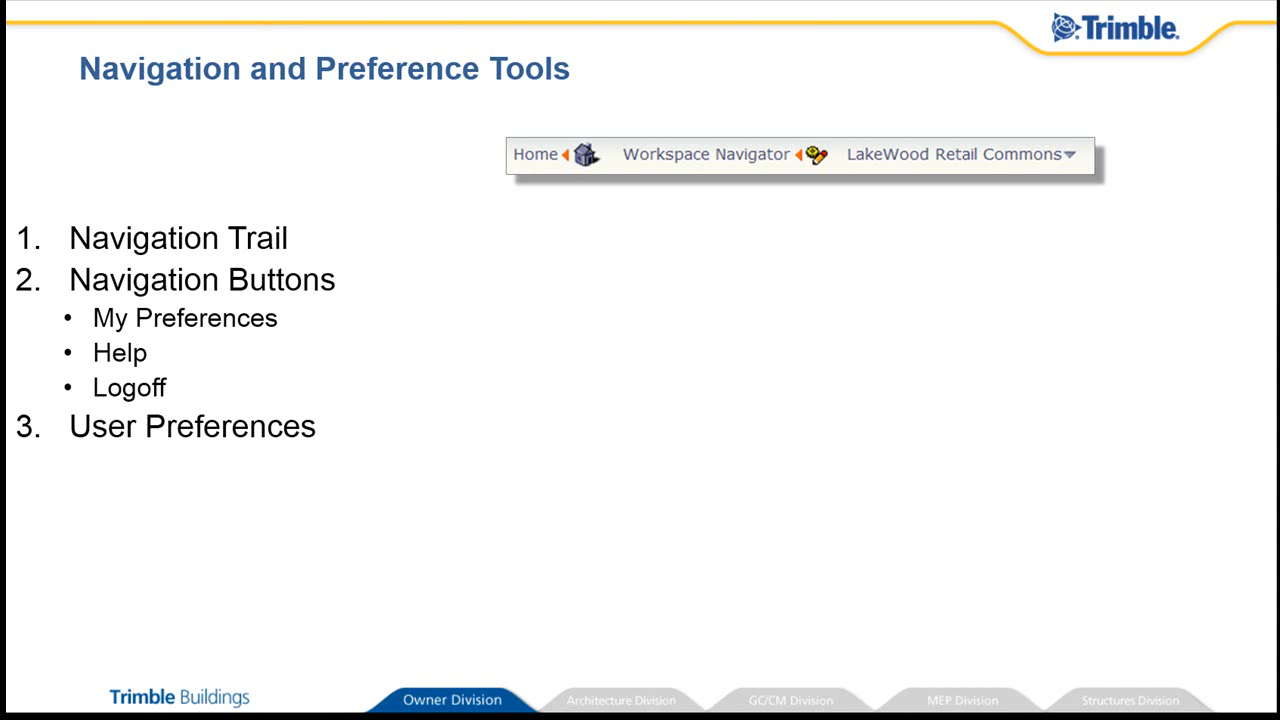 Trimble.
Navigation and Preference Tools
Home Workspace Navigator LakeWood Retail Commons
1. Navigation Trail
2. Navigation Buttons
• My Preferences
• Help
• Logoff
3. User Preferences
Trimble Buildings Owner Division Architecture Division GC/CM Division MEP Division Structures Division